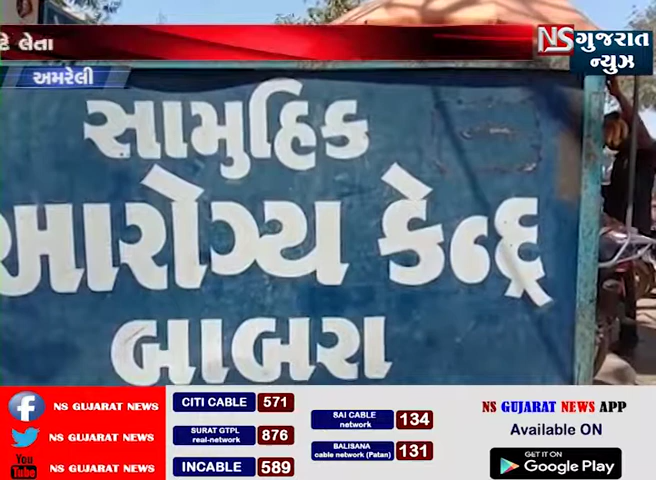 ટે લેતા
NS ગુજરાત
ન્યુઝ
અમરેલી
સામુહિક
આરોગ્ય કેન્દ્ર
બાબરા
NS GUJARAT NEWS
NS GUJARAT NEWS
You Tube NS GUJARAT NEWS
CITI CABLE 571
SURAT GTPL real-network 876
INCABLE 589
SAI CABLE network 134
BALISANA cable network (Patan) 131
NS GUJARAT NEWS APP
Available ON
GET IT ON
Google Play